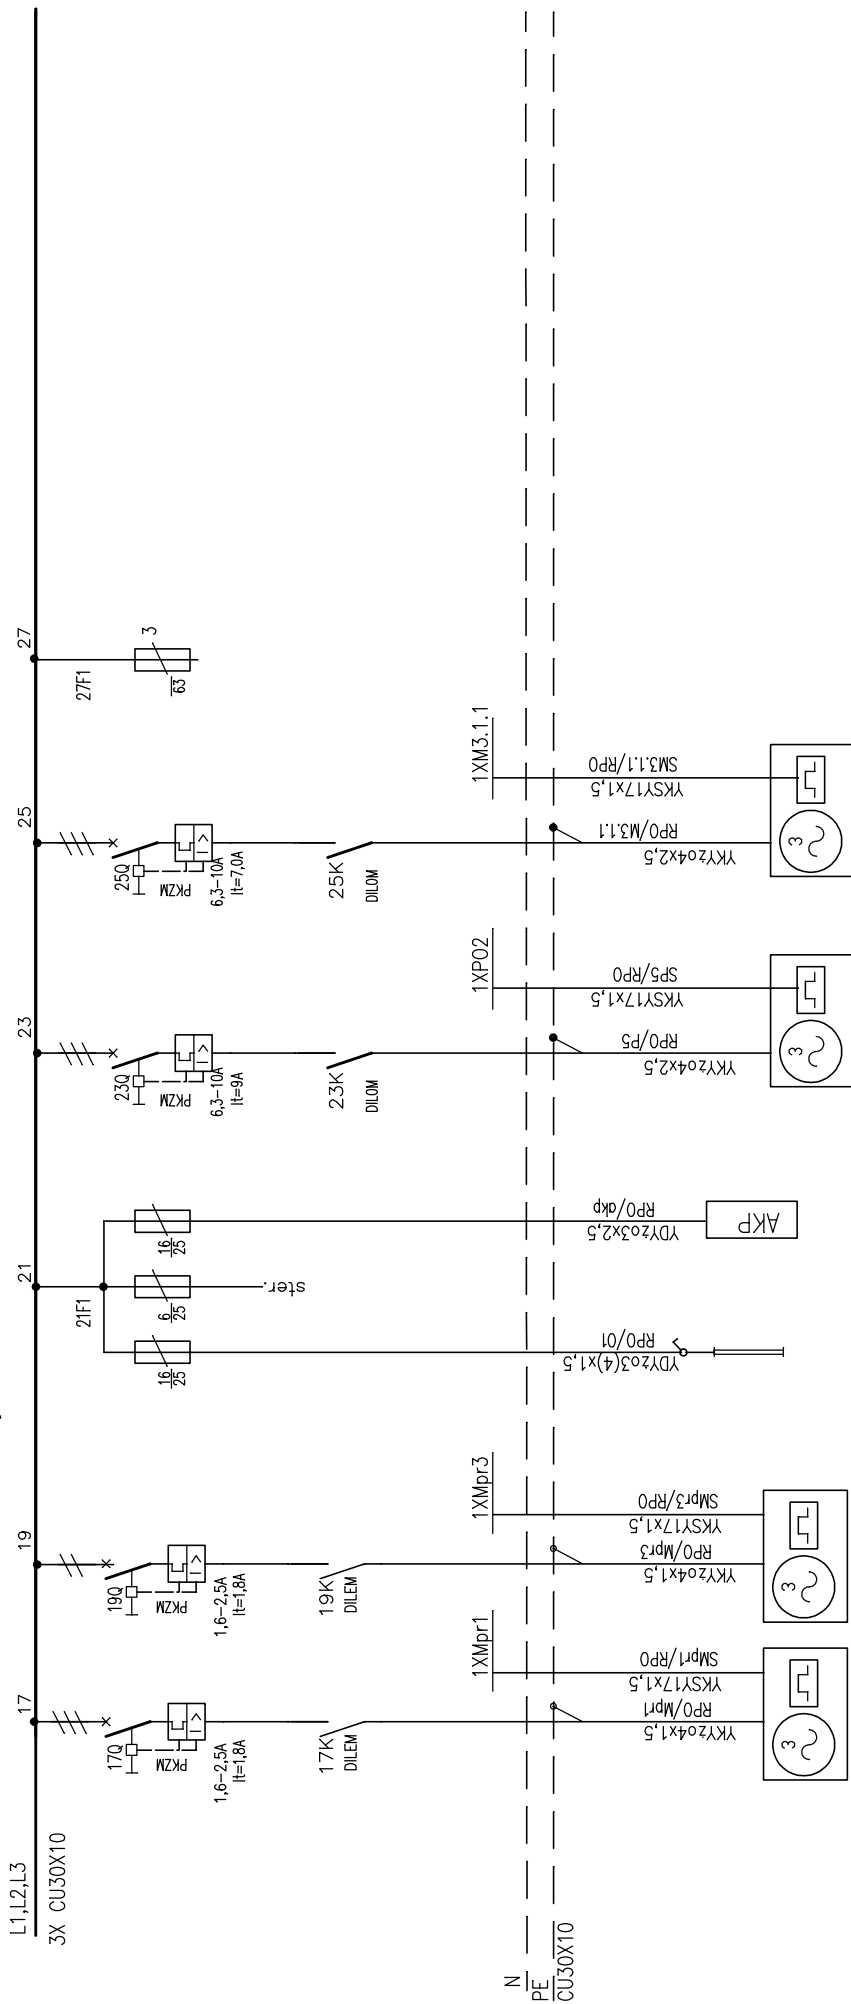 L1,L2,L3
3X CU30X10
17
17Q
PKZM
1,6-2,5A
It=1,8A
17K
DILEM
1XMpr1
SMpr1/RPO
YKSY17x1,5
RPO/Mpr1
YKYżo4x1,5
3
19
19Q
PKZM
1,6-2,5A
It=1,8A
19K
DILEM
1XMpr3
SMpr3/RPO
YKSY17x1,5
RPO/Mpr3
YKYżo4x1,5
3
21
21F1
16
25
6
25
16
25
ster.
RPO/01
YDYżo3(4)x1,5
RPO/akp
YDYżo3x2,5
AKP
23
23Q
PKZM
6,3-10A
It=9A
23K
DILOM
1XPO2
SP5/RPO
YKSY17x1,5
RPO/P5
YKYżo4x2,5
3
25
25Q
PKZM
6,3-10A
It=7,0A
25K
DILOM
1XM3.1.1
SM3.1.1/RPO
YKSY17x1,5
RPO/M3.1.1
YKYżo4x2,5
3
27
27F1
3
63
N
PE
CU30X10